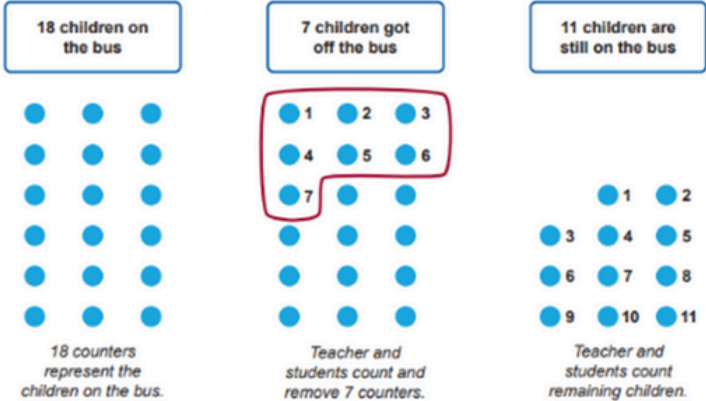 18 children on
the bus
7 children got
off the bus
11 children are
still on the bus
1 2 3
4 5 6
7
1 2
3 4 5
6 7 8
9 10 11
18 counters
represent the
children on the bus.
Teacher and
students count and
remove 7 counters.
Teacher and
students count
remaining children.